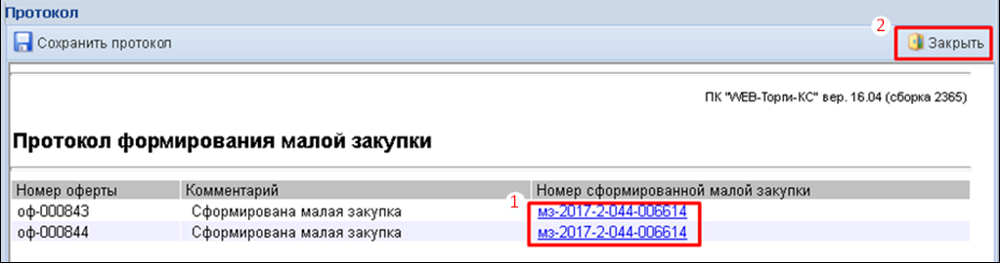 Протокол
2
Сохранить протокол Закрыть
ПК "WEB-Торги-КС" вер. 16.04 (сборка 2365)
Протокол формирования малой закупки
Номер оферты Комментарий Номер сформированной малой закупки
1
оф-000843 Сформирована малая закупка мз-2017-2-044-006614
оф-000844 Сформирована малая закупка мз-2017-2-044-006614